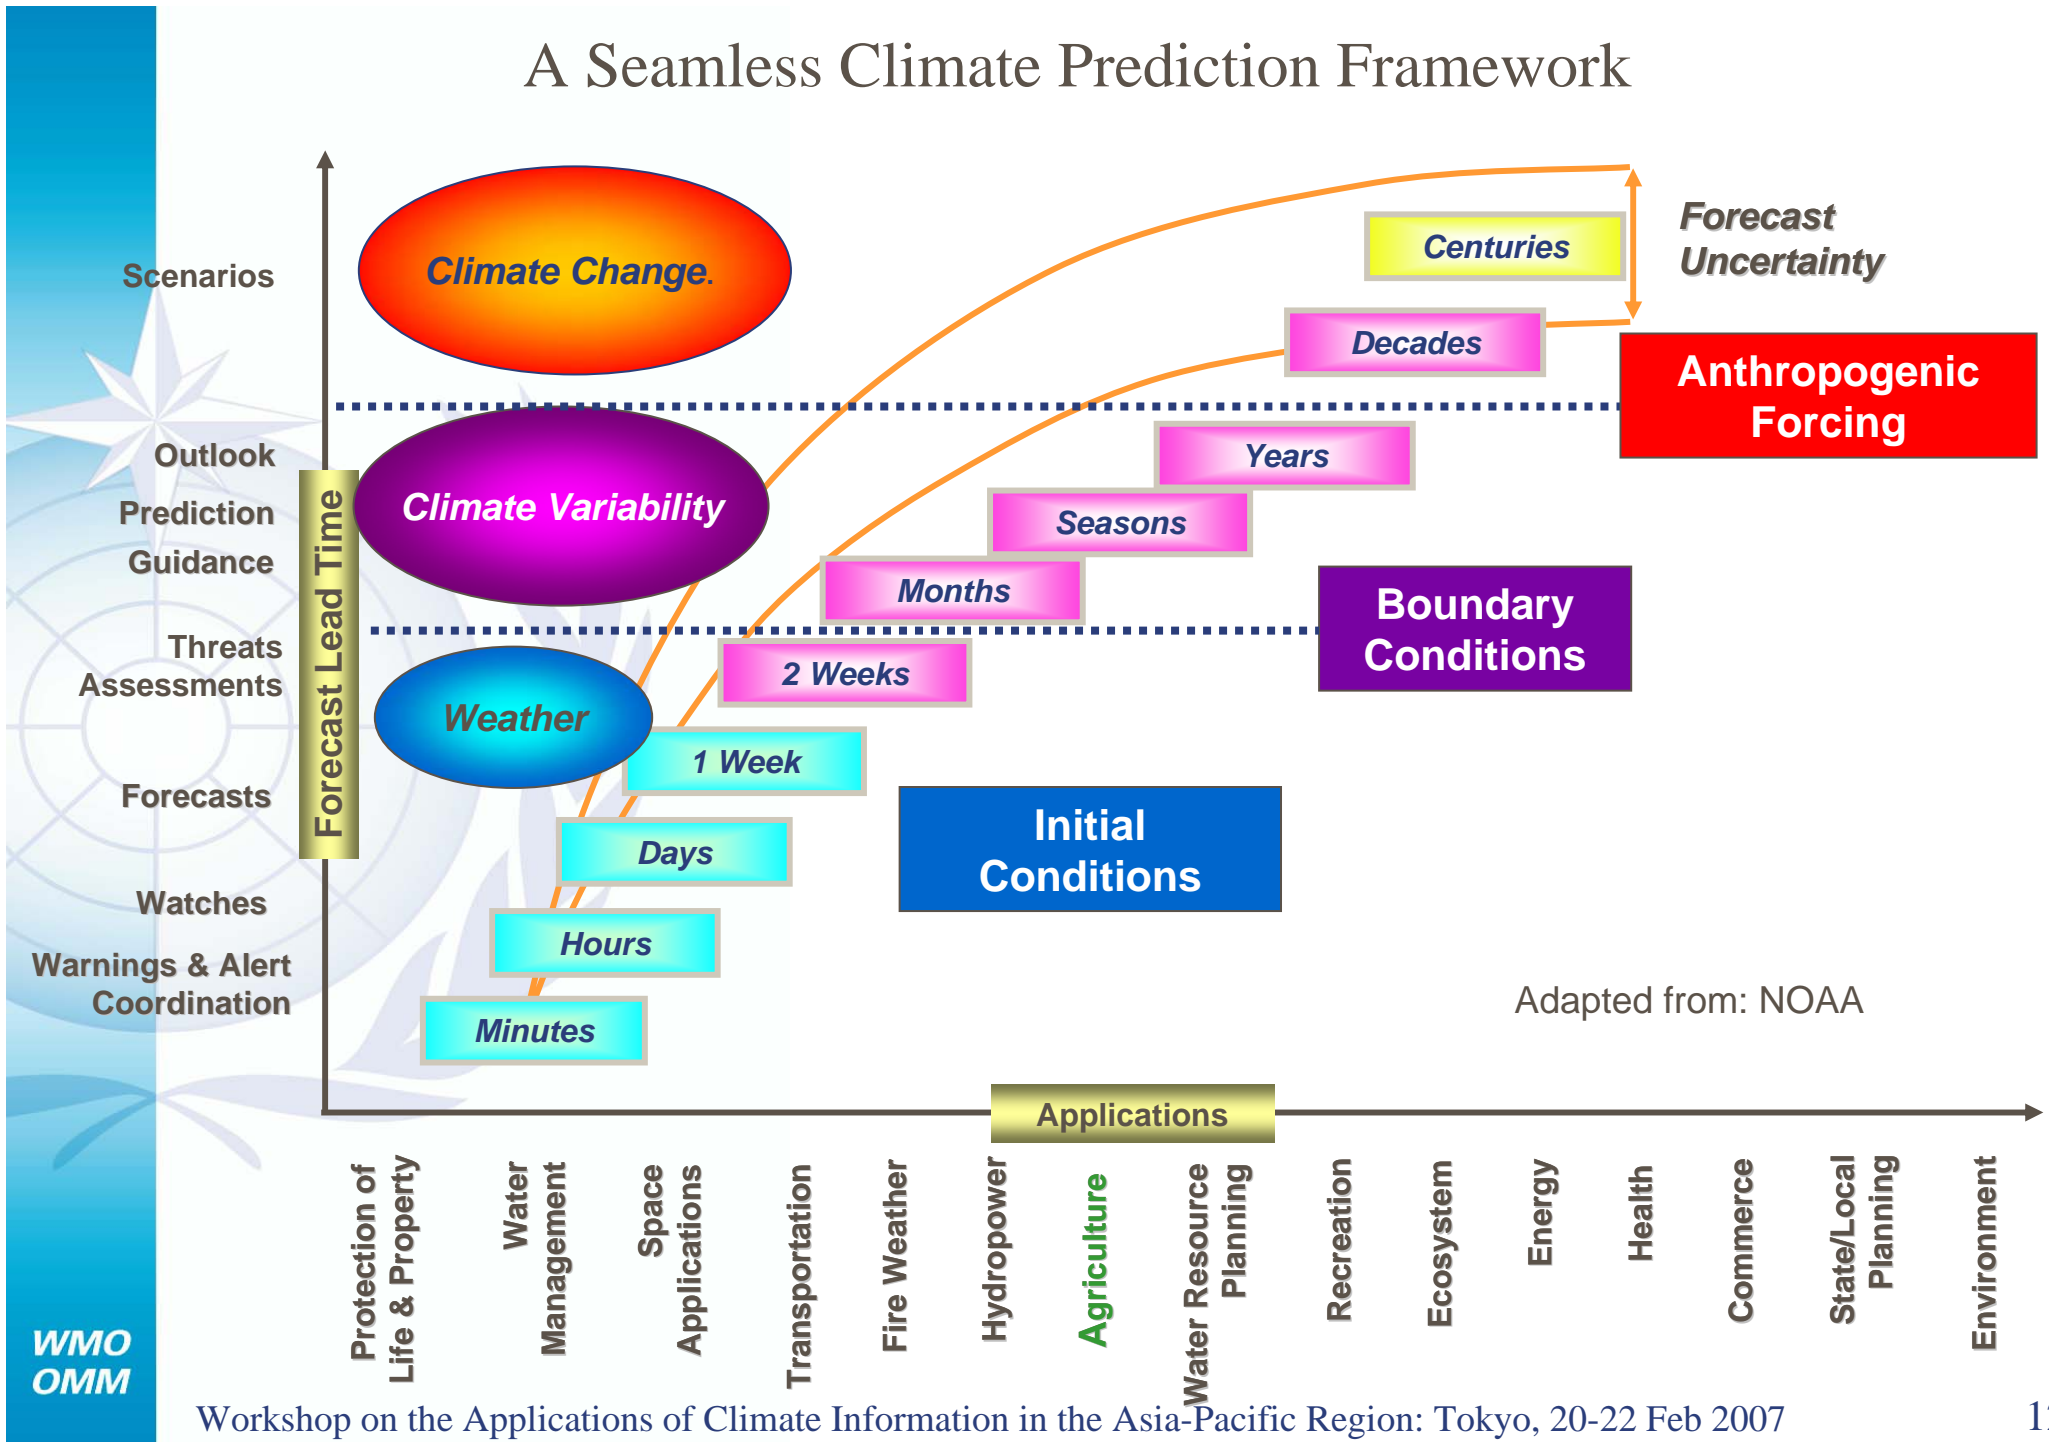 A Seamless Climate Prediction Framework
Scenarios
Outlook
Prediction
Guidance
Threats
Assessments
Forecasts
Watches
Warnings & Alert
Coordination
Forecast Lead Time
Climate Change.
Climate Variability
Weather
Centuries
Decades
Years
Seasons
Months
2 Weeks
1 Week
Days
Hours
Minutes
Forecast
Uncertainty
Anthropogenic
Forcing
Boundary
Conditions
Initial
Conditions
Adapted from: NOAA
Applications
Protection of
Life & Property
Water
Management
Space
Applications
Transportation
Fire Weather
Hydropower
Agriculture
Water Resource
Planning
Recreation
Ecosystem
Energy
Health
Commerce
State/Local
Planning
Environment
WMO
OMM
Workshop on the Applications of Climate Information in the Asia-Pacific Region: Tokyo, 20-22 Feb 2007